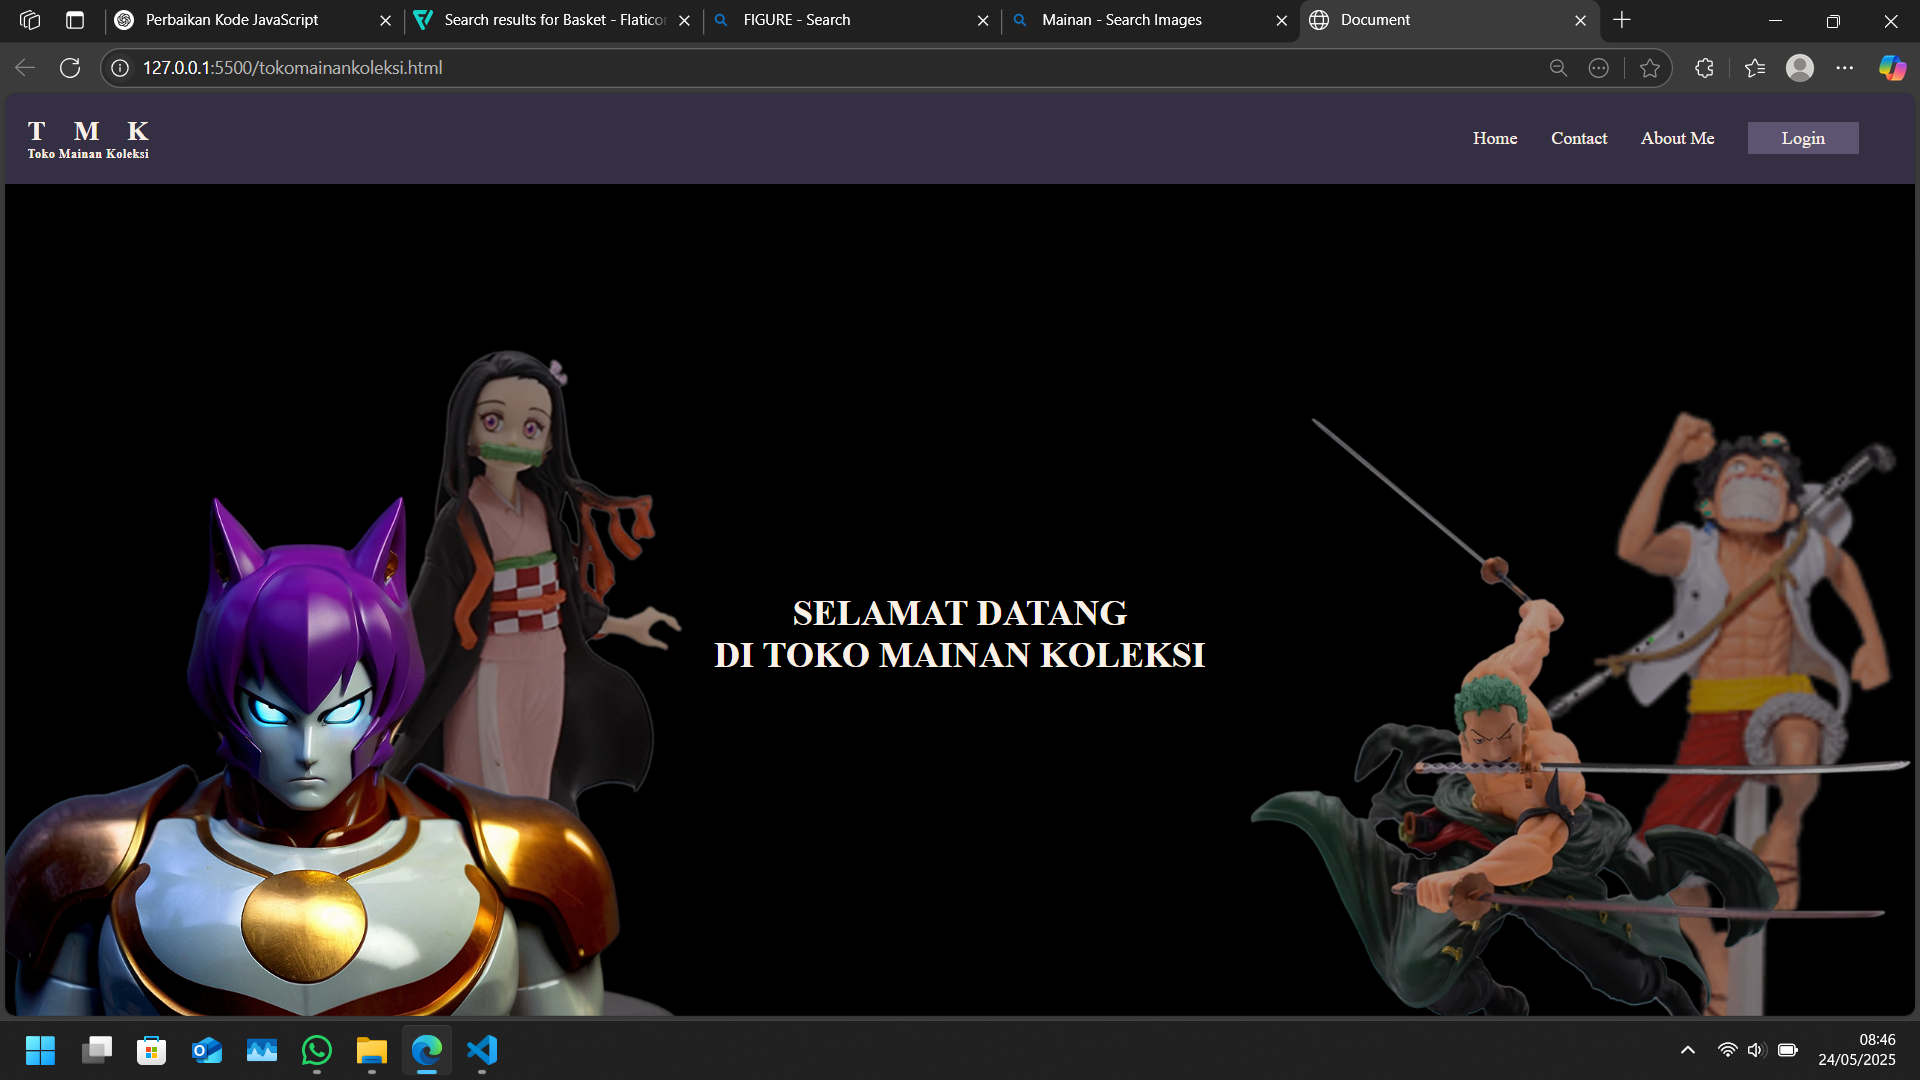 Perbaikan Kode JavaScript
Search results for Basket - Flaticon
FIGURE - Search
Mainan - Search Images
Document
127.0.0.1:5500/tokomainankoleksi.html
T M K
Toko Mainan Koleksi
Home
Contact
About Me
Login
SELAMAT DATANG
DI TOKO MAINAN KOLEKSI
08:46
24/05/2025